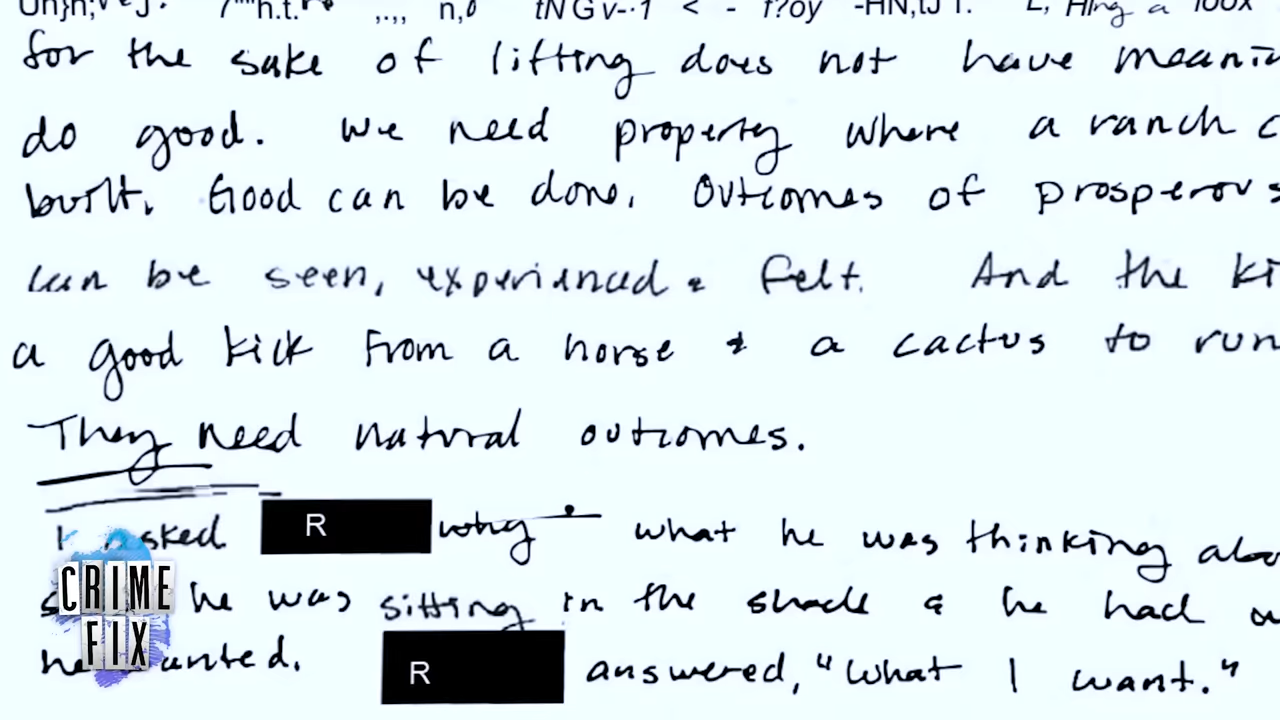 for the sake of lifting does not have
do good. We need property where a ranch
built. Good can be done. Outcomes of
can be seen, experienced & felt. And the
a good kick from a horse & a cactus to run
They need natural outcomes.
I asked R why what he was thinking
he was sitting in the shade & he had
he wanted. R answered, "What I want."
CRIME
FIX